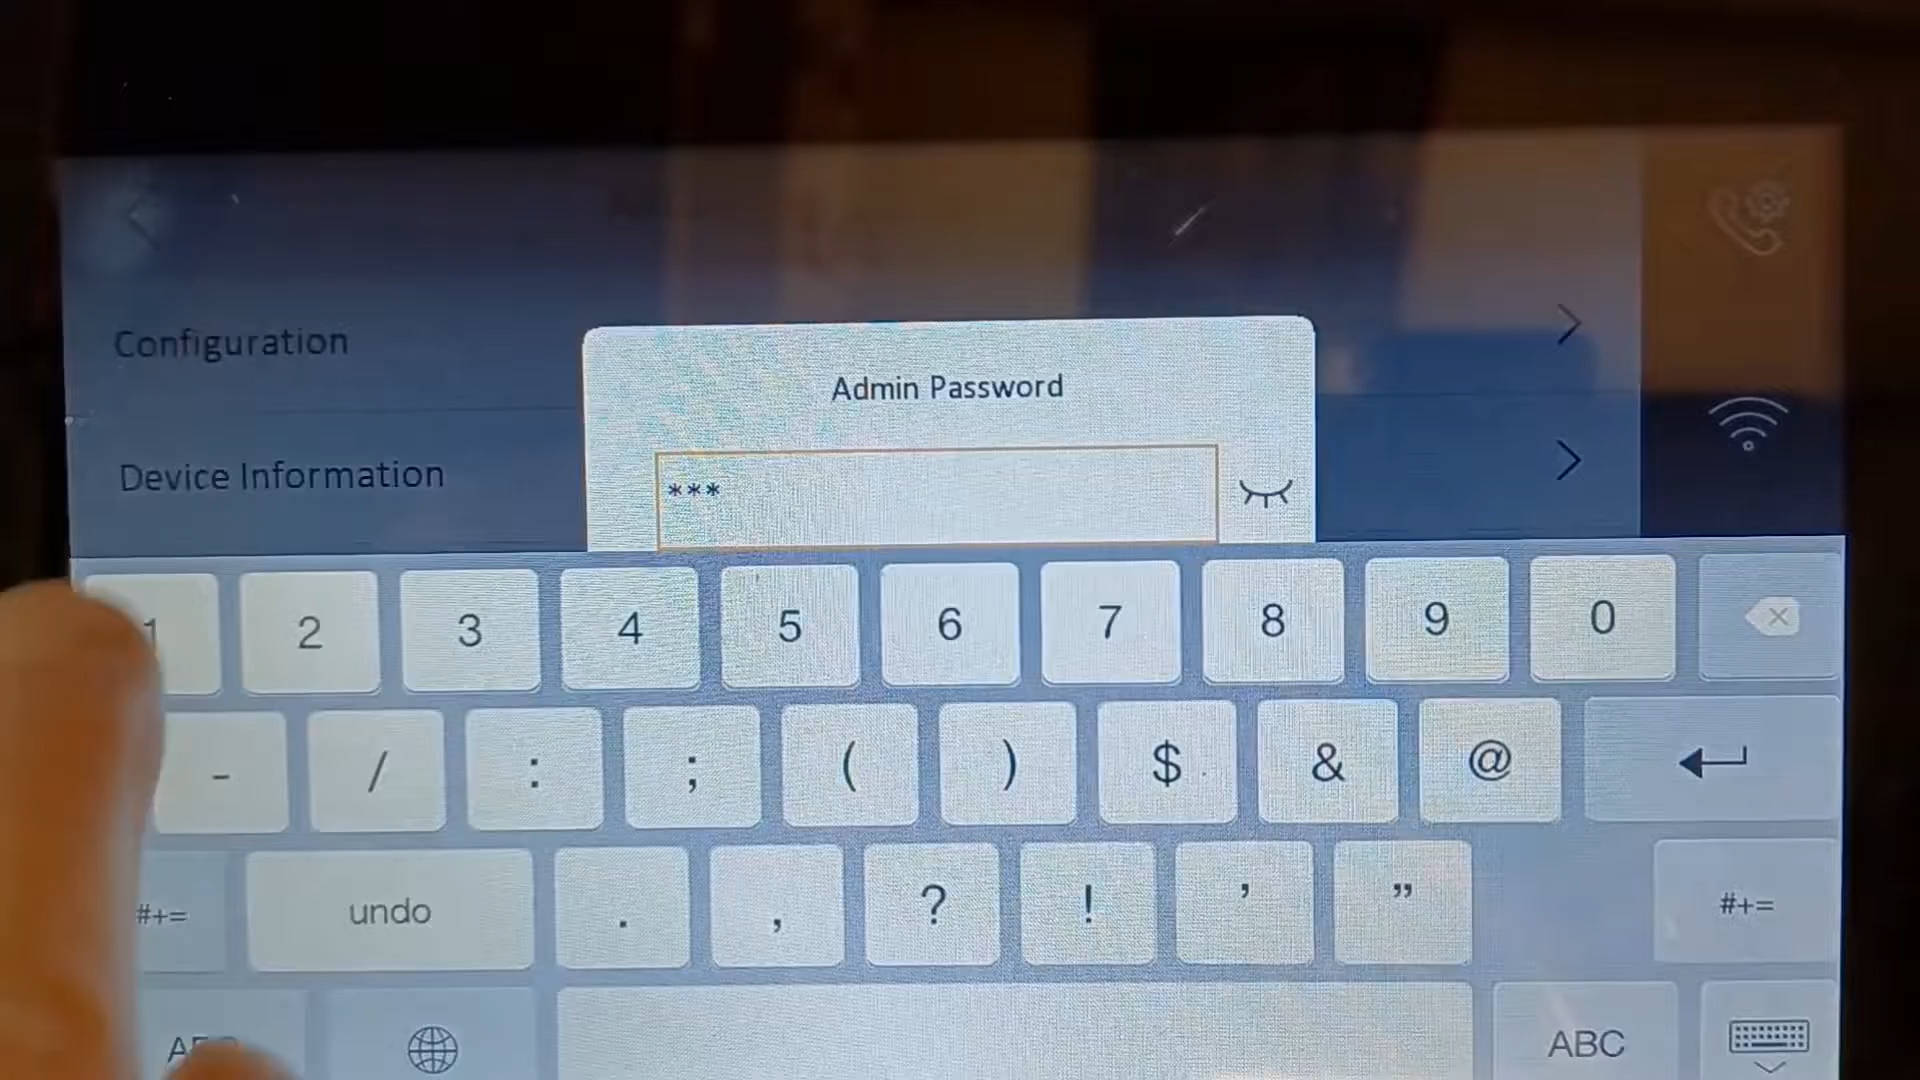 Configuration
Admin Password
Device Information
***
1 2 3 4 5 6 7 8 9 0
- / : ; ( ) $ & @
#+= undo . , ? ! ’ ” #+=
ABC